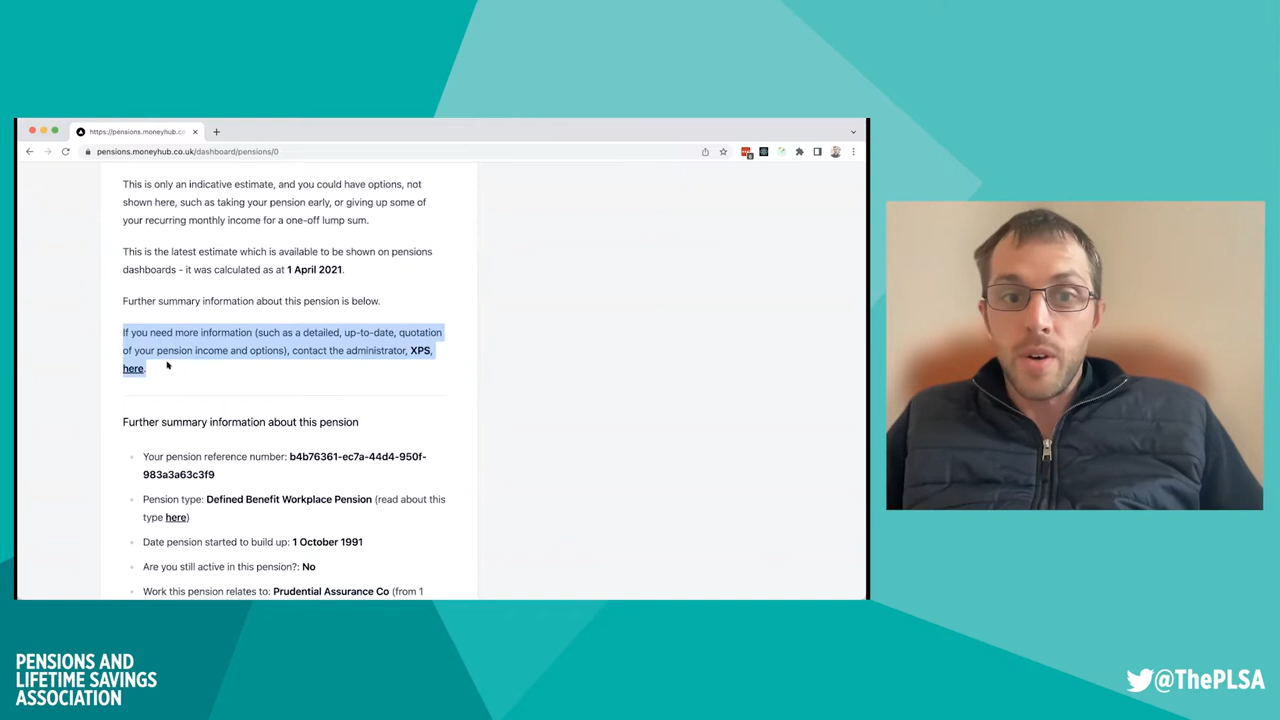 https://pensions.moneyhub.co
pensions.moneyhub.co.uk/dashboard/pensions/0
This is only an indicative estimate, and you could have options, not
shown here, such as taking your pension early, or giving up some of
your recurring monthly income for a one-off lump sum.
This is the latest estimate which is available to be shown on pensions
dashboards - it was calculated as at 1 April 2021.
Further summary information about this pension is below.
If you need more information (such as a detailed, up-to-date, quotation
of your pension income and options), contact the administrator, XPS,
here.
Further summary information about this pension
Your pension reference number: b4b76361-ec7a-44d4-950f-
983a3a63c3f9
Pension type: Defined Benefit Workplace Pension (read about this
type here)
Date pension started to build up: 1 October 1991
Are you still active in this pension?: No
Work this pension relates to: Prudential Assurance Co (from 1
PENSIONS AND
LIFETIME SAVINGS
ASSOCIATION
@ThePLSA